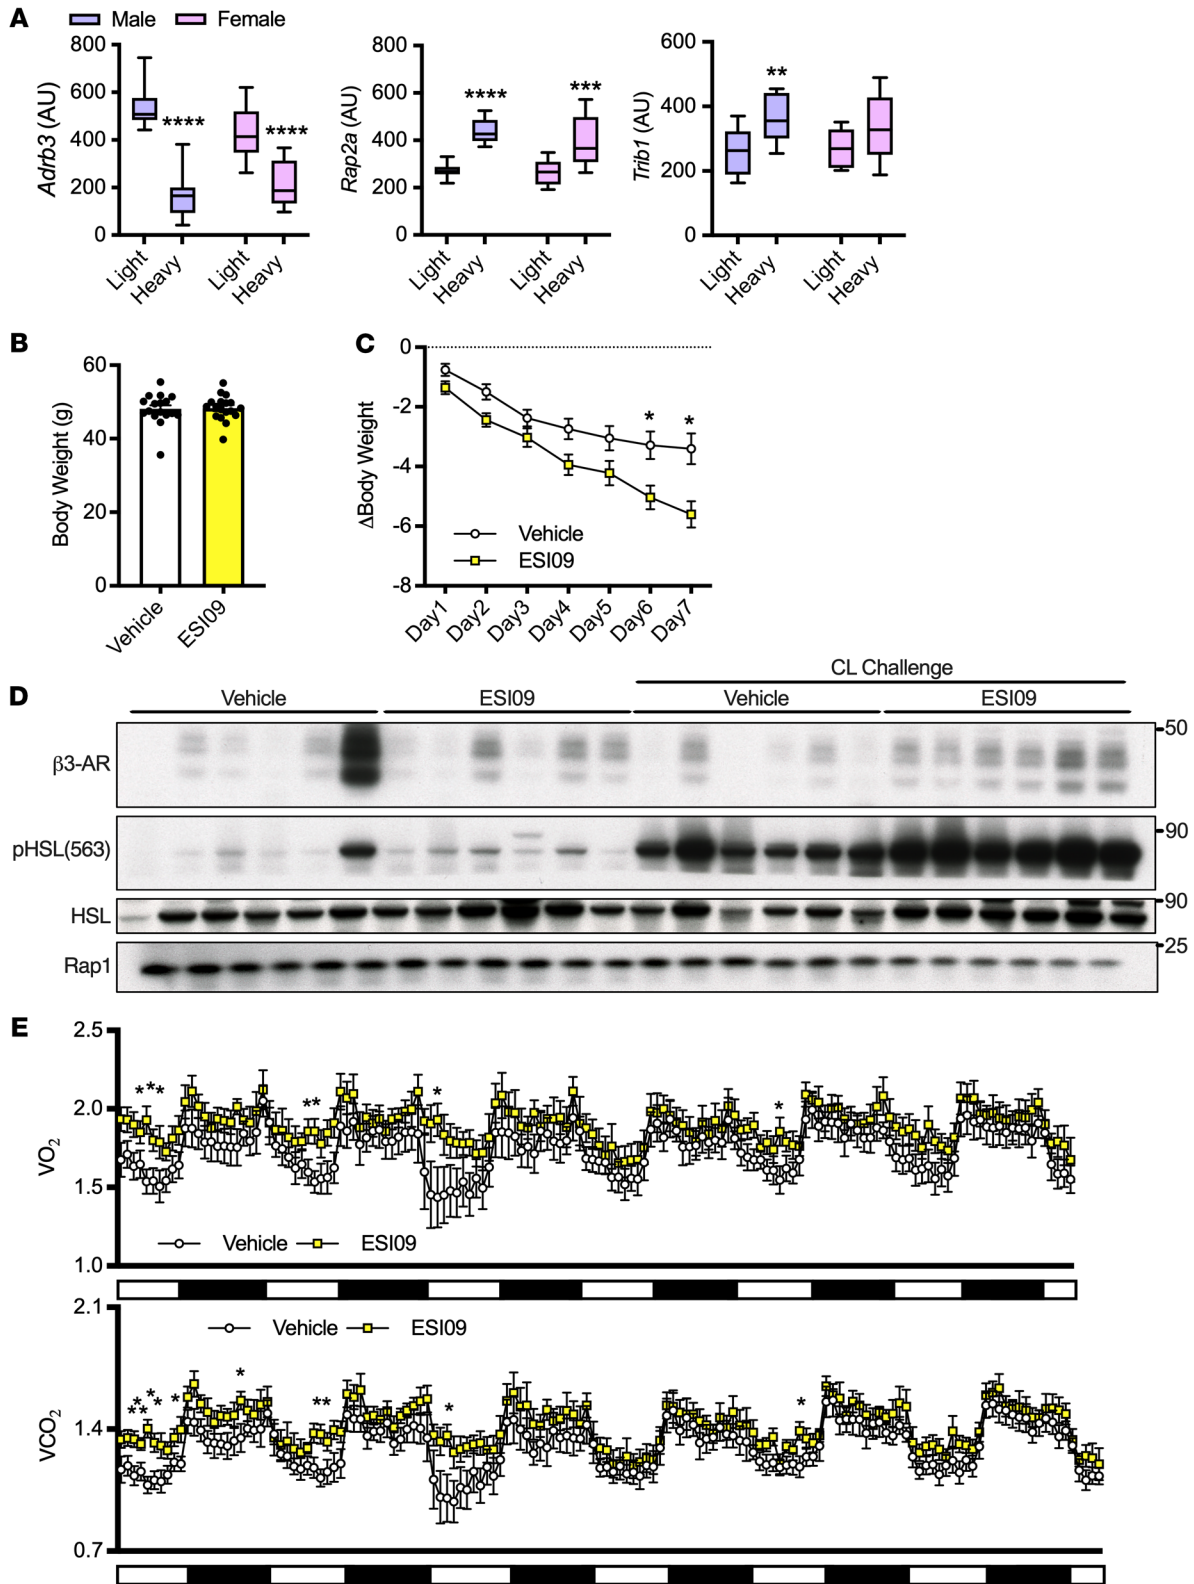 A
Male Female
Adrb3 (AU)
800
600
400
200
0
****
****
Light
Heavy
Light
Heavy
Rap2a (AU)
800
600
400
200
0
****
***
Light
Heavy
Light
Heavy
Trib1 (AU)
600
400
200
0
**
Light
Heavy
Light
Heavy
B
Body Weight (g)
60
40
20
0
Vehicle
ESI09
C
ΔBody Weight
0
-2
-4
-6
-8
*
*
Vehicle
ESI09
Day1
Day2
Day3
Day4
Day5
Day6
Day7
D
CL Challenge
Vehicle ESI09 Vehicle ESI09
β3-AR
50
pHSL(563)
90
HSL
90
Rap1
25
E
VO2
2.5
2.0
1.5
1.0
***
**
*
*
Vehicle ESI09
VCO2
2.1
1.4
0.7
Vehicle ESI09
*****
*
*
**
*
*